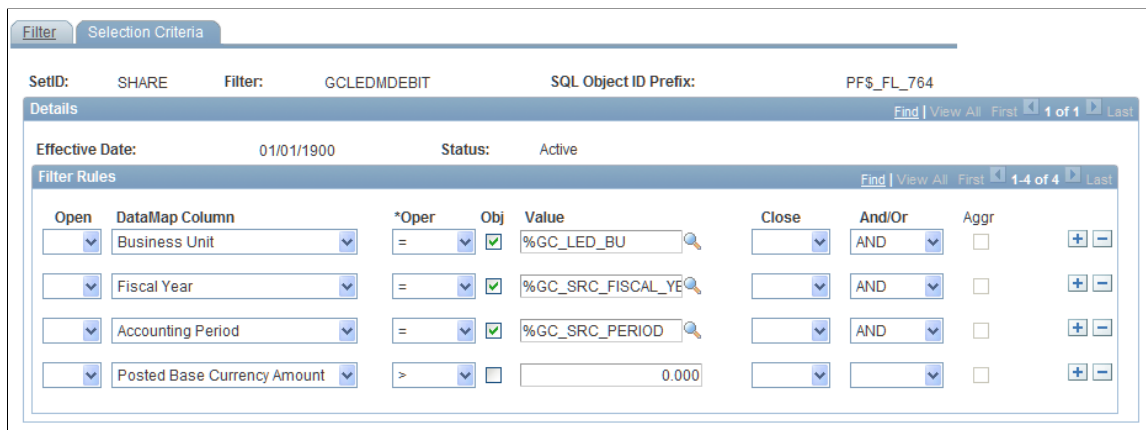 Filter Selection Criteria
SetID: SHARE Filter: GCLEDMDEBIT SQL Object ID Prefix: PF$_FL_764
Details Find | View All First 1 of 1 Last
Effective Date: 01/01/1900 Status: Active
Filter Rules Find | View All First 1-4 of 4 Last
Open DataMap Column *Oper Obj Value Close And/Or Aggr
Business Unit = %GC_LED_BU AND
Fiscal Year = %GC_SRC_FISCAL_YE AND
Accounting Period = %GC_SRC_PERIOD AND
Posted Base Currency Amount > 0.000